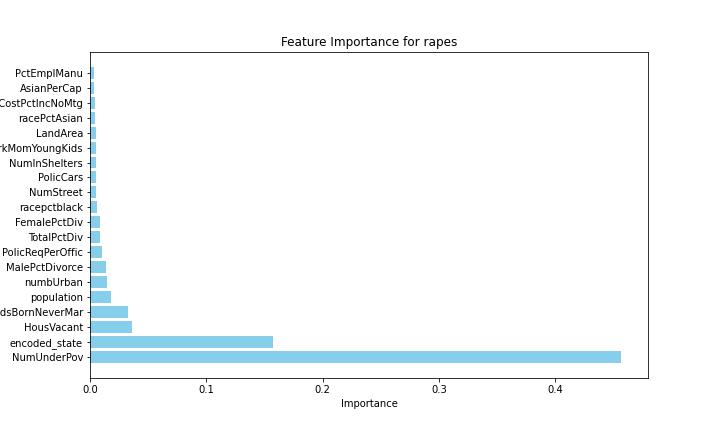 Feature Importance for rapes
PctEmplManu
AsianPerCap
CostPctIncNoMtg
racePctAsian
LandArea
rkMomYoungKids
NumInShelters
PolicCars
NumStreet
racepctblack
FemalePctDiv
TotalPctDiv
PolicReqPerOffic
MalePctDivorce
numbUrban
population
dsBornNeverMar
HousVacant
encoded_state
NumUnderPov
0.0 0.1 0.2 0.3 0.4
Importance